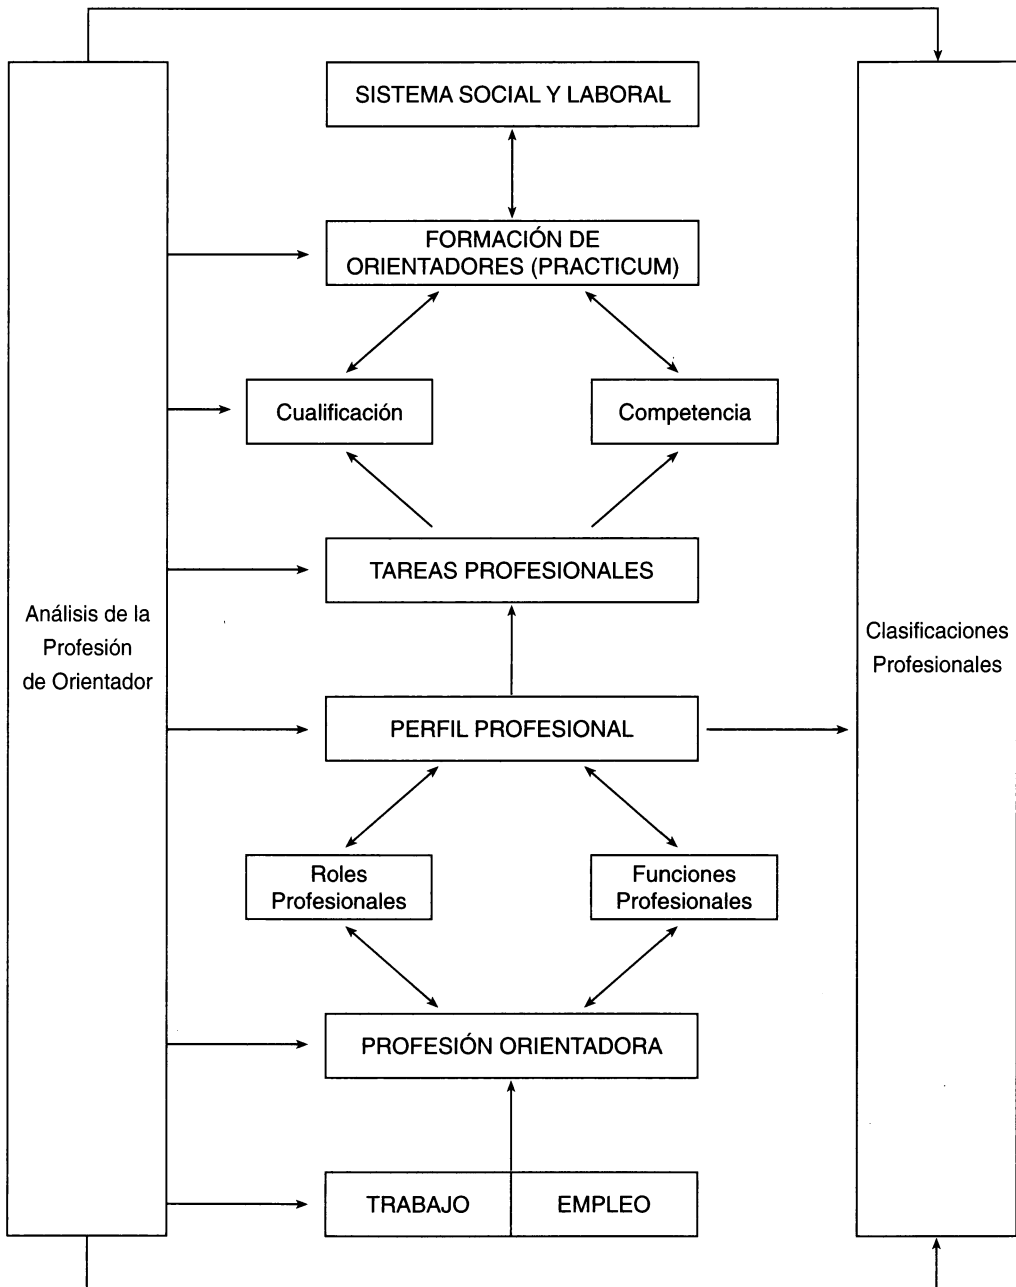 SISTEMA SOCIAL Y LABORAL
FORMACIÓN DE
ORIENTADORES (PRACTICUM)
Cualificación
Competencia
TAREAS PROFESIONALES
Análisis de la
Profesión
de Orientador
Clasificaciones
Profesionales
PERFIL PROFESIONAL
Roles
Profesionales
Funciones
Profesionales
PROFESIÓN ORIENTADORA
TRABAJO
EMPLEO